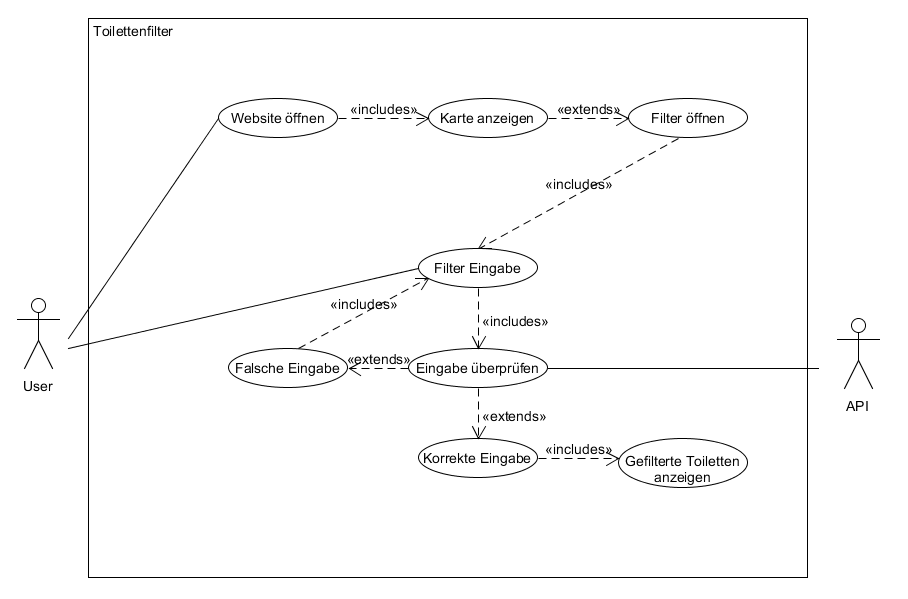 Toilettenfilter
Website öffnen
«includes»
Karte anzeigen
«extends»
Filter öffnen
«includes»
Filter Eingabe
«includes»
«includes»
Falsche Eingabe
«extends»
Eingabe überprüfen
User
API
«extends»
Korrekte Eingabe
«includes»
Gefilterte Toiletten
anzeigen